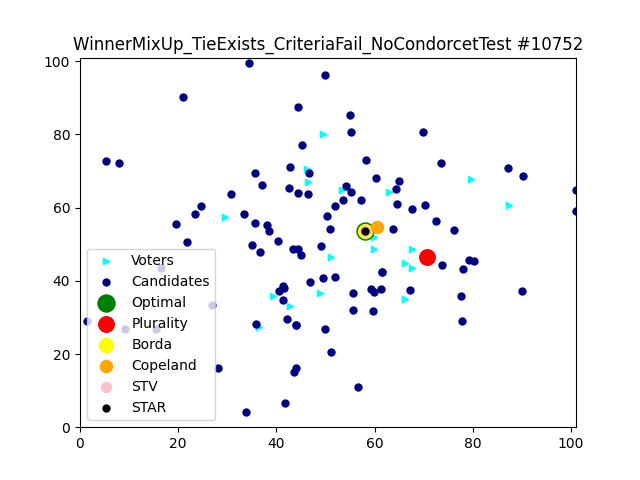 WinnerMixUp_TieExists_CriteriaFail_NoCondorcetTest #10752
100
80
60
40
20
0
Voters
Candidates
Optimal
Plurality
Borda
Copeland
STV
STAR
0 20 40 60 80 100